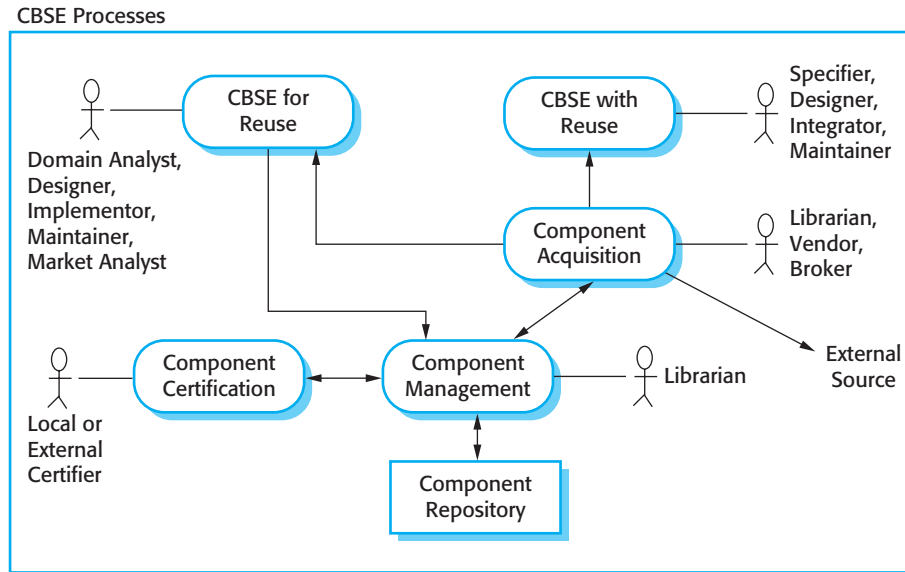 CBSE Processes
CBSE for
Reuse
CBSE with
Reuse
Specifier,
Designer,
Integrator,
Maintainer
Domain Analyst,
Designer,
Implementor,
Maintainer,
Market Analyst
Component
Acquisition
Librarian,
Vendor,
Broker
Component
Certification
Component
Management
Librarian
External
Source
Local or
External
Certifier
Component
Repository